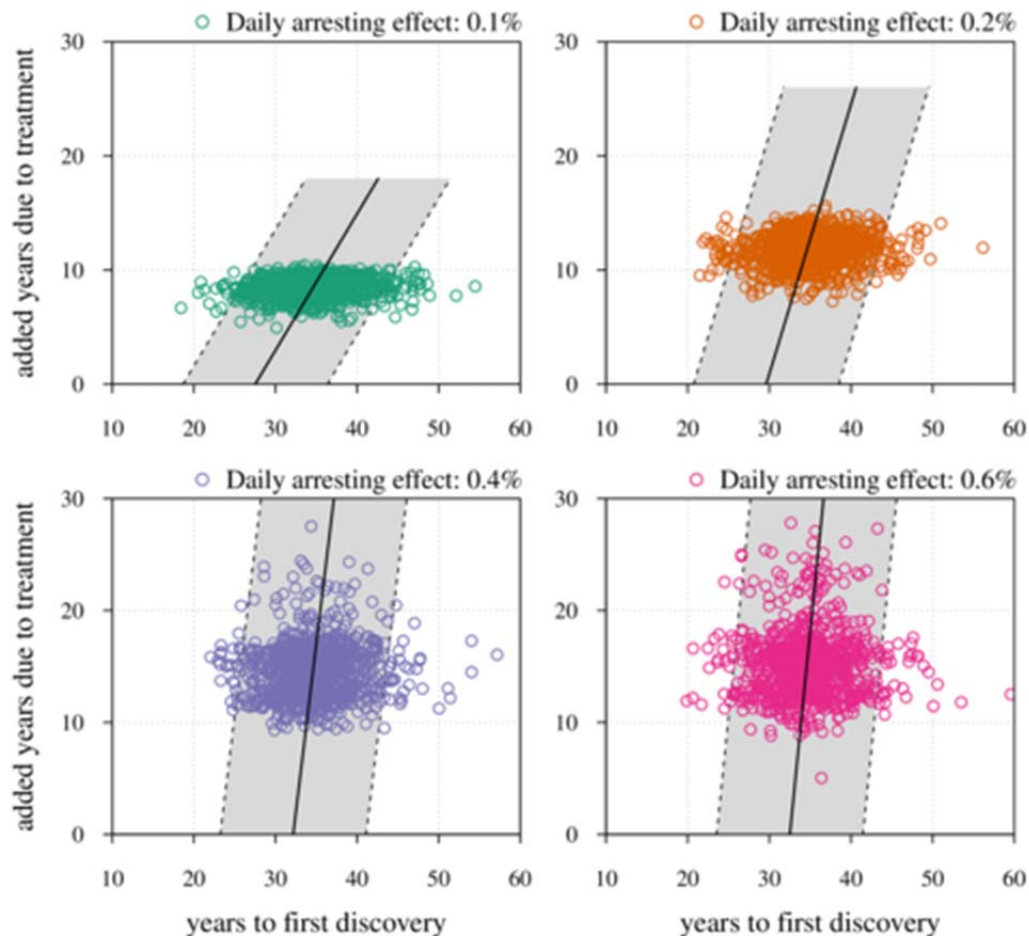 Daily arresting effect: 0.1%
30
20
10
0
10 20 30 40 50 60
added years due to treatment
Daily arresting effect: 0.2%
30
20
10
0
10 20 30 40 50 60
Daily arresting effect: 0.4%
30
20
10
0
10 20 30 40 50 60
added years due to treatment
years to first discovery
Daily arresting effect: 0.6%
30
20
10
0
10 20 30 40 50 60
years to first discovery